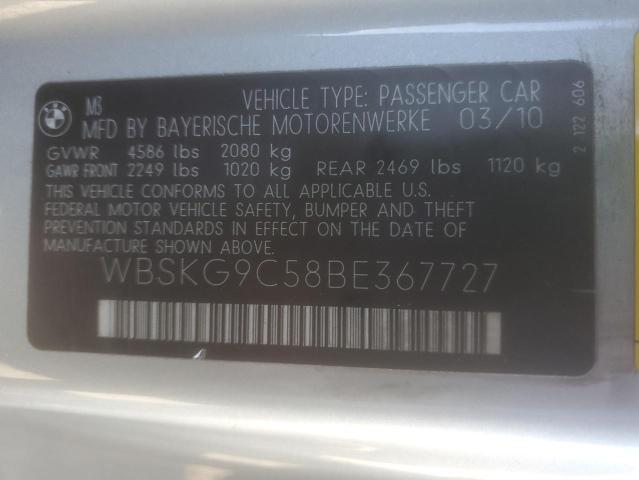 BMW
M3
VEHICLE TYPE: PASSENGER CAR
MFD BY BAYERISCHE MOTORENWERKE 03/10
GVWR 4586 lbs 2080 kg
GAWR FRONT 2249 lbs 1020 kg REAR 2469 lbs 1120 kg
THIS VEHICLE CONFORMS TO ALL APPLICABLE U.S.
FEDERAL MOTOR VEHICLE SAFETY, BUMPER AND THEFT
PREVENTION STANDARDS IN EFFECT ON THE DATE OF
MANUFACTURE SHOWN ABOVE.
WBSKG9C58BE367727
2 122 606